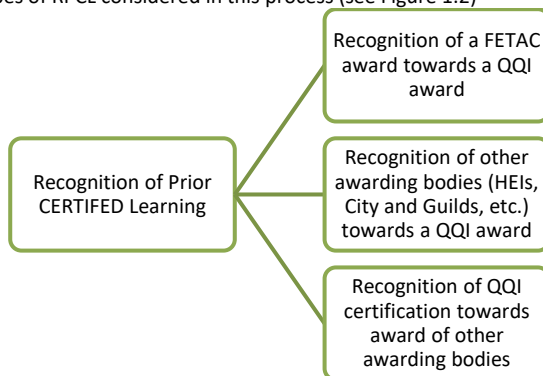 of RPCL considered in this process (see Figure 1.2)
Recognition of a FETAC
award towards a QQI
award
Recognition of Prior
CERTIFED Learning
Recognition of other
awarding bodies (HEIs,
City and Guilds, etc.)
towards a QQI award
Recognition of QQI
certification towards
award of other
awarding bodies